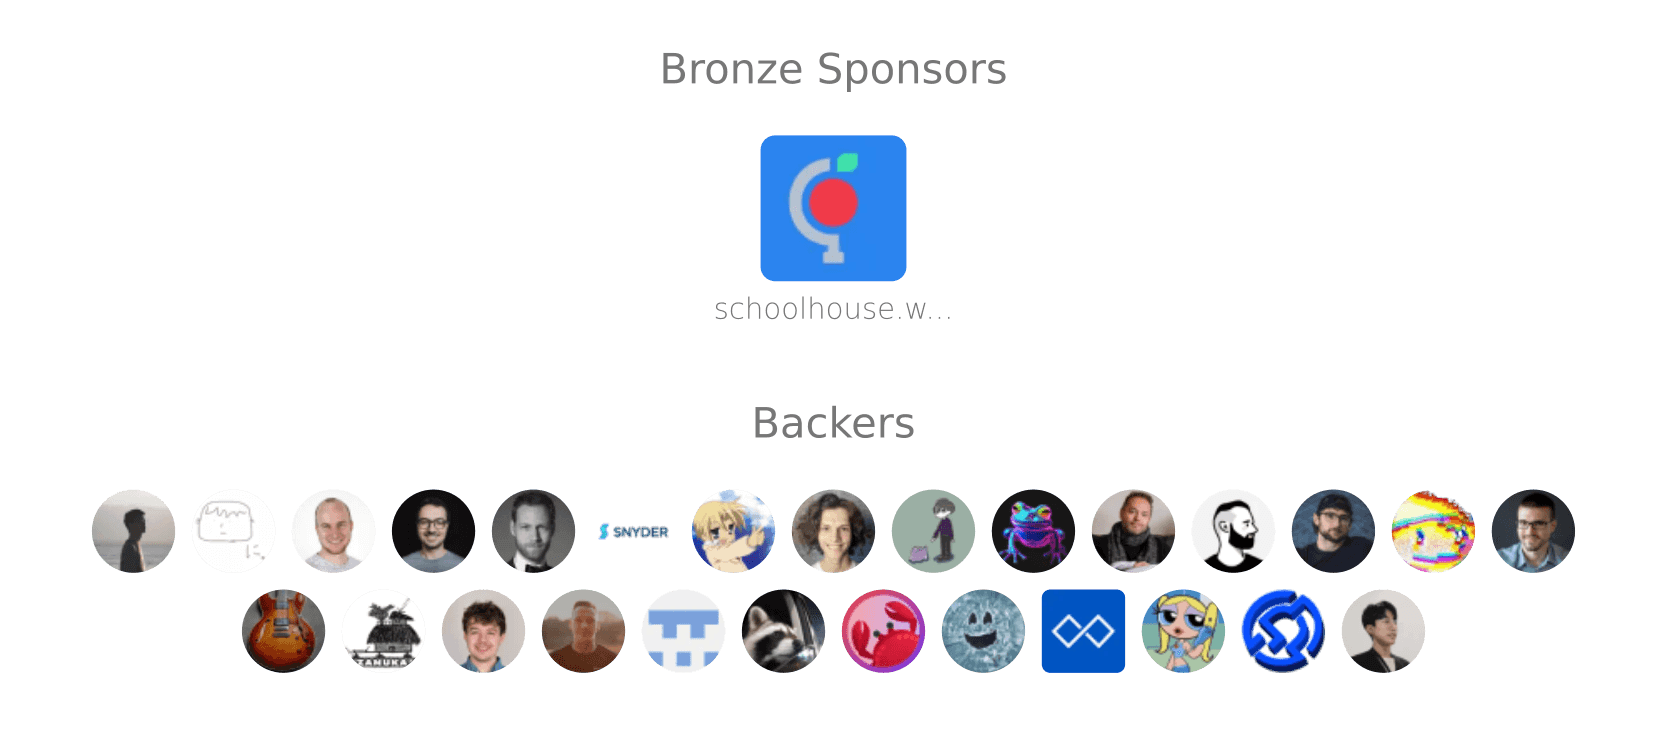 Bronze Sponsors
schoolhouse.w...
Backers
SNYDER
TANUKA